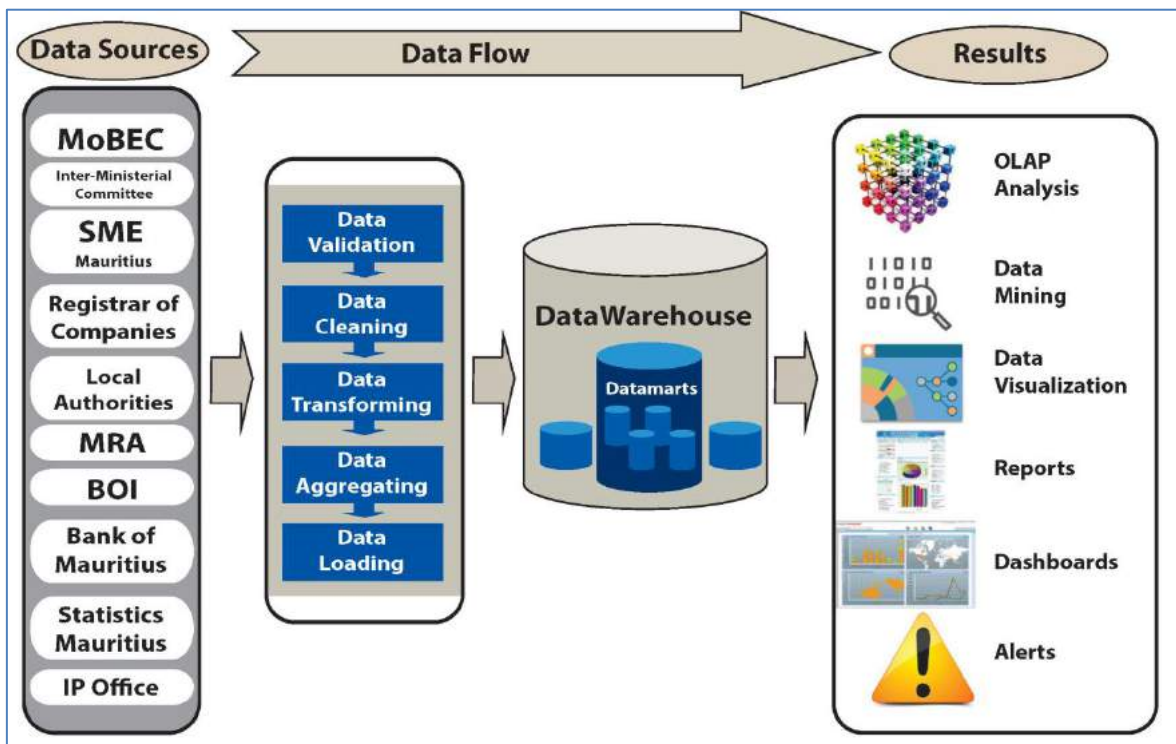 Data Sources
Data Flow
Results
MoBEC
Inter-Ministerial
Committee
SME
Mauritius
Registrar of
Companies
Local
Authorities
MRA
BOI
Bank of
Mauritius
Statistics
Mauritius
IP Office
Data
Validation
Data
Cleaning
Data
Transforming
Data
Aggregating
Data
Loading
DataWarehouse
Datamarts
OLAP
Analysis
11010
Data
Mining
Data
Visualization
Reports
Dashboards
Alerts